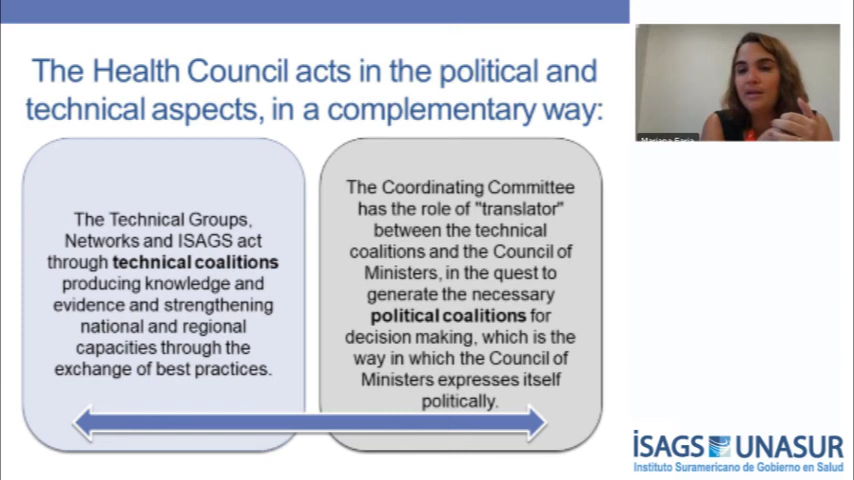 The Health Council acts in the political and
technical aspects, in a complementary way:
The Technical Groups,
Networks and ISAGS act
through technical coalitions
producing knowledge and
evidence and strengthening
national and regional
capacities through the
exchange of best practices.
The Coordinating Committee
has the role of "translator"
between the technical
coalitions and the Council of
Ministers, in the quest to
generate the necessary
political coalitions for
decision making, which is the
way in which the Council of
Ministers expresses itself
politically.
Mariana Faria
ISAGS UNASUR
Instituto Suramericano de Gobierno en Salud